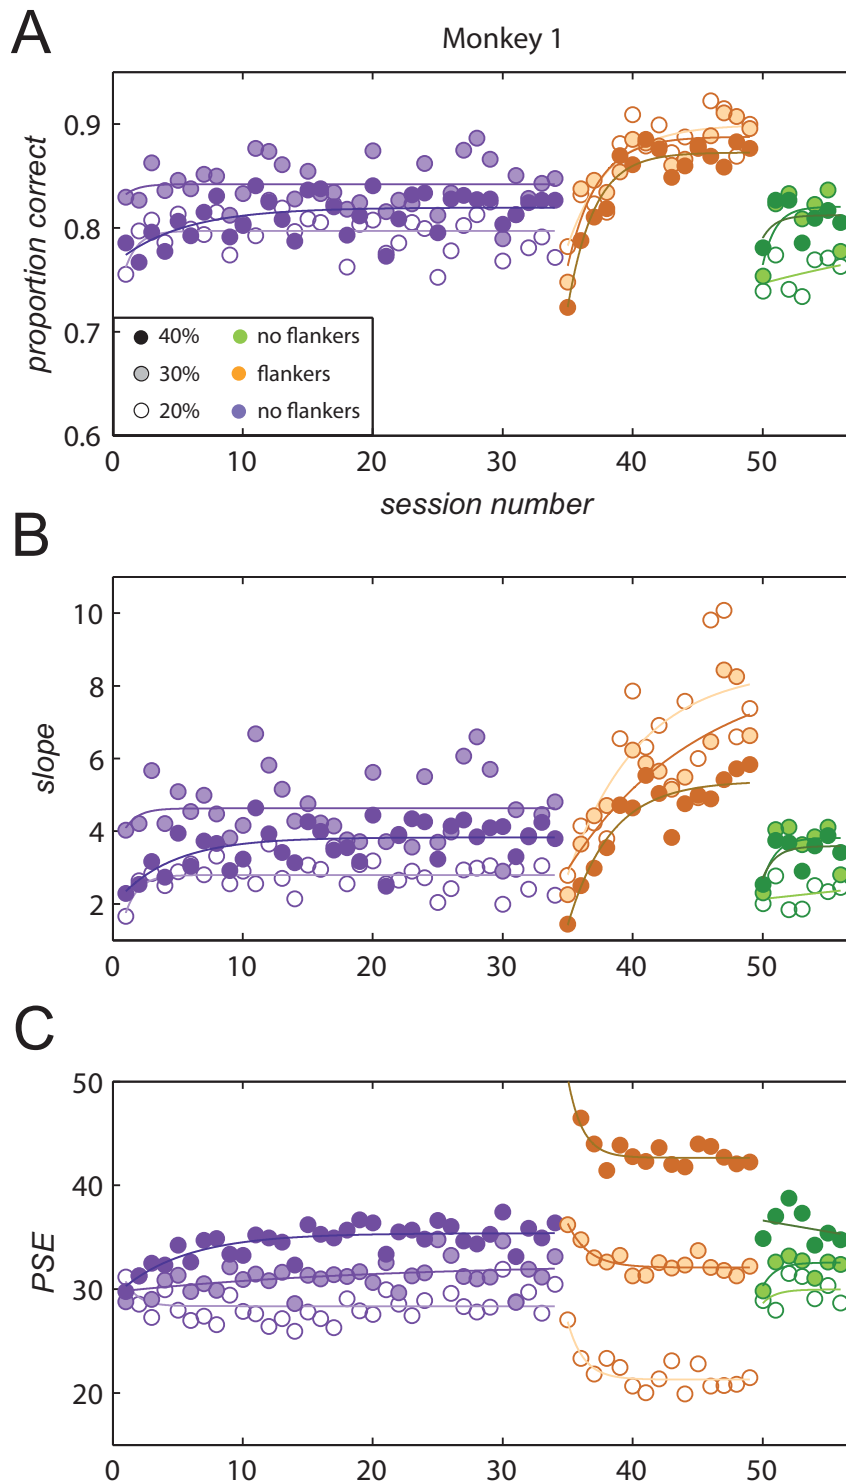 A
Monkey 1
proportion correct
0.9
0.8
0.7
0.6
40% no flankers
30% flankers
20% no flankers
0 10 20 30 40 50
session number
B
slope
10
8
6
4
2
0 10 20 30 40 50
C
PSE
50
40
30
20
0 10 20 30 40 50